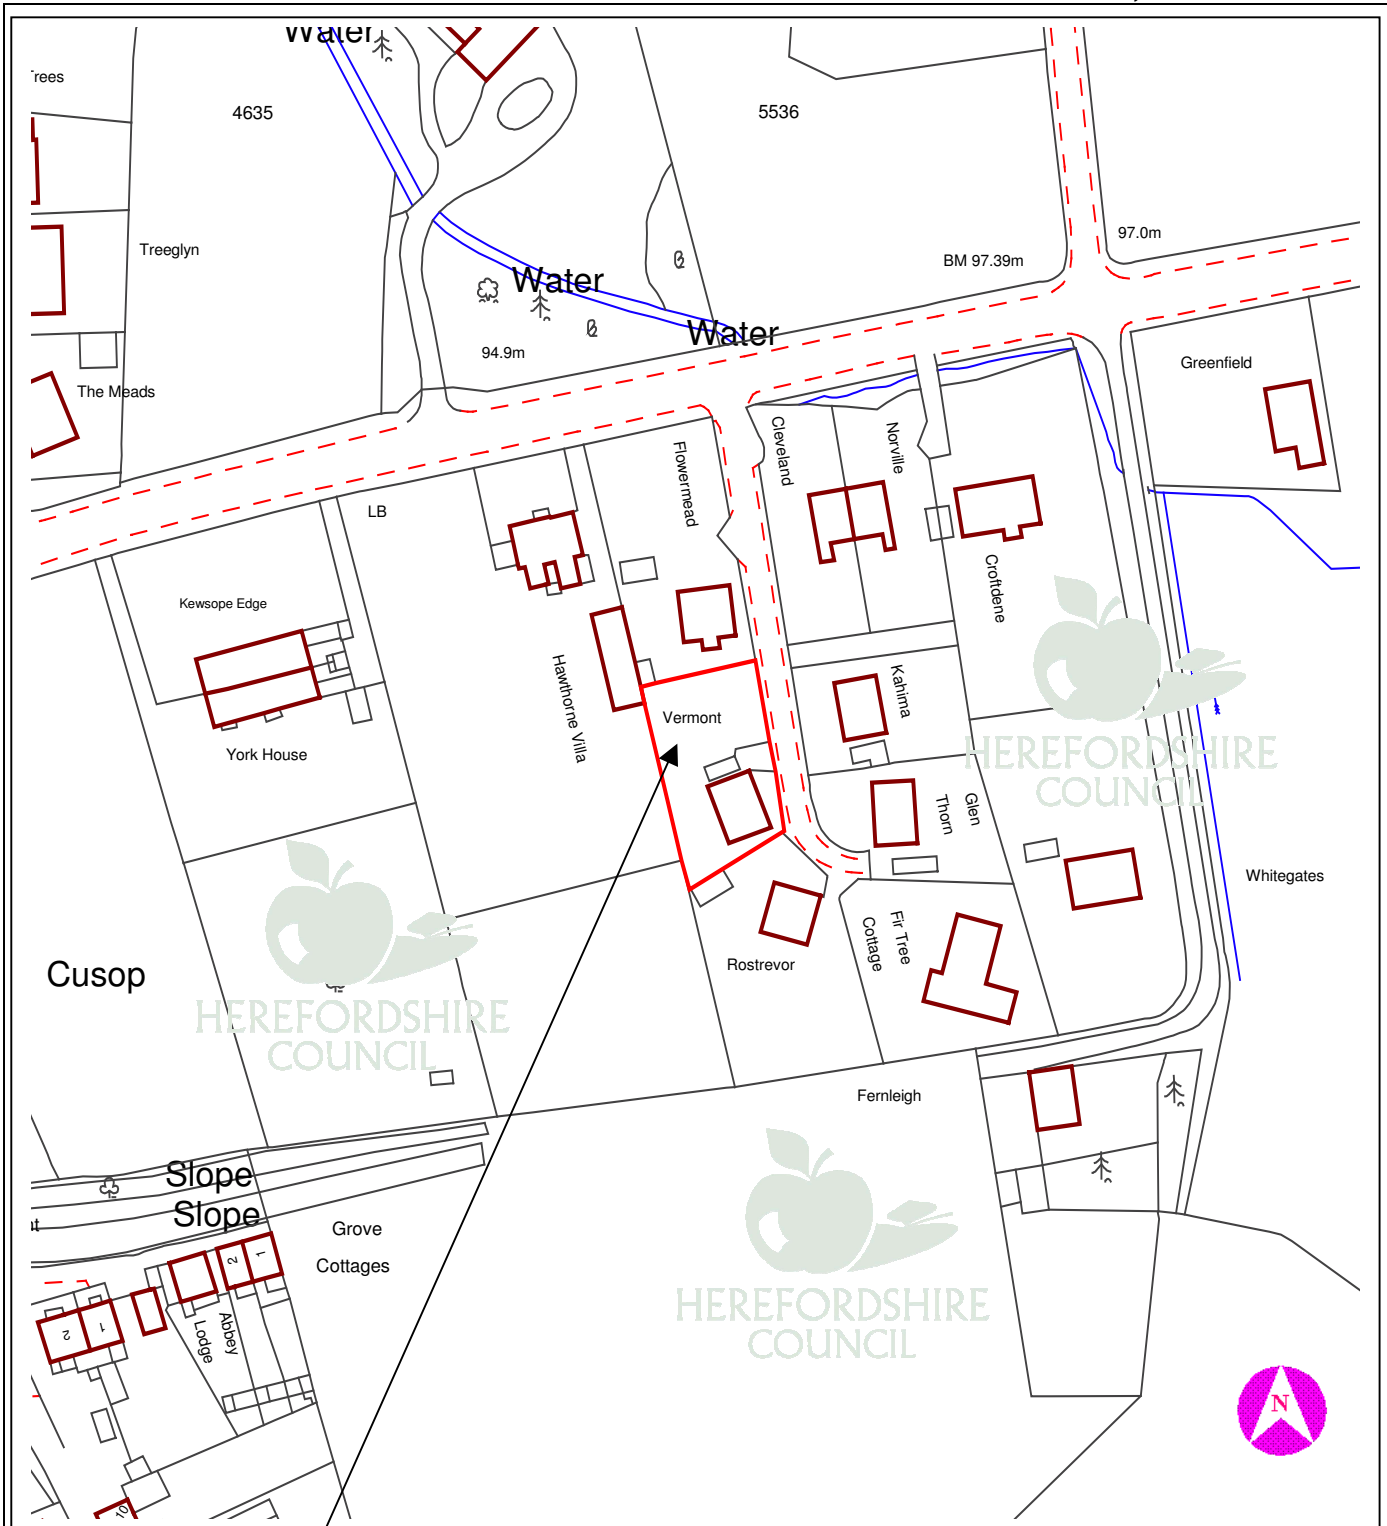 Water
Trees
4635
5536
Treeglyn
97.0m
BM 97.39m
Water
Water
94.9m
The Meads
Greenfield
Cleveland
Norville
Flowermead
LB
Croftdene
Kewsope Edge
Hawthorne Villa
Kahima
Vermont
York House
HEREFORDSHIRE
COUNCIL
Glen
Thorn
Whitegates
Fir Tree
Cottage
Rostrevor
Cusop
HEREFORDSHIRE
COUNCIL
Fernleigh
Slope
Slope
Grove
Cottages
2
1
HEREFORDSHIRE
COUNCIL
2
1
Abbey
Lodge
N
10